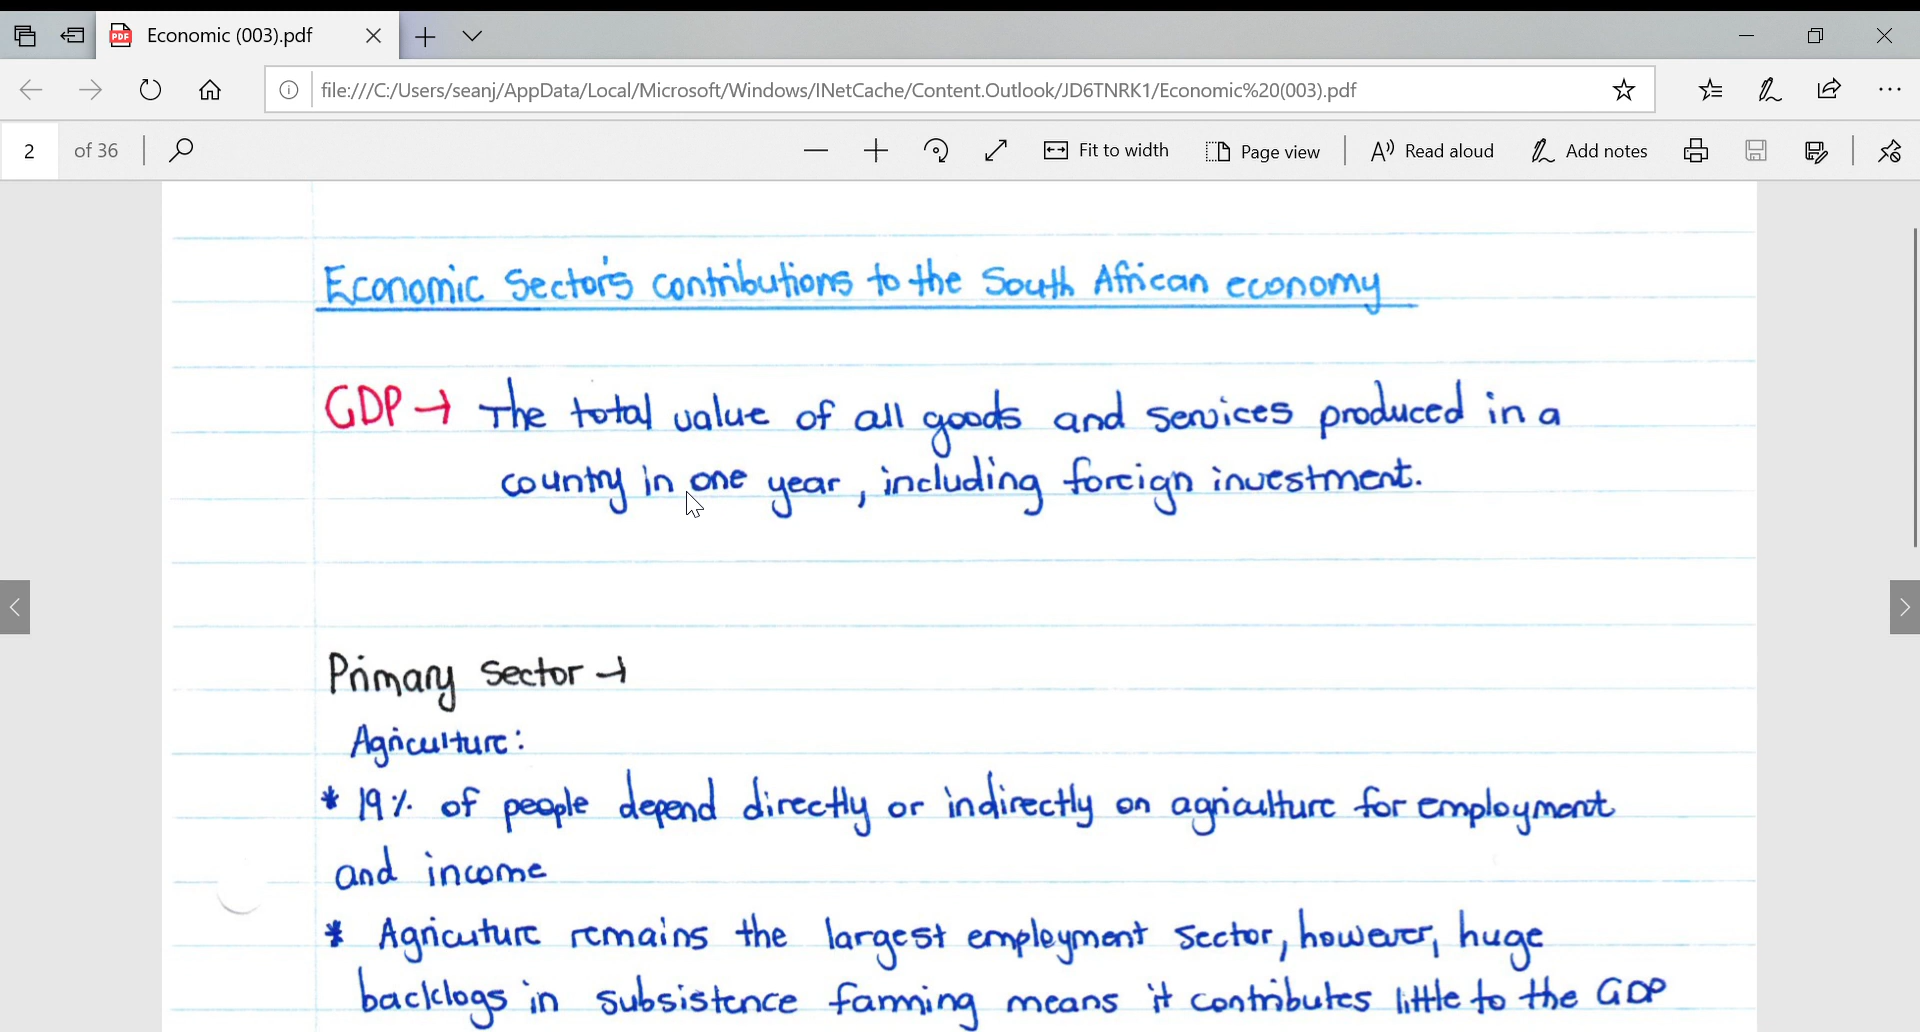 Economic (003).pdf
file:///C:/Users/seanj/AppData/Local/Microsoft/Windows/INetCache/Content.Outlook/JD6TNRK1/Economic%20(003).pdf
2 of 36 Fit to width Page view Read aloud Add notes
Economic Sector's contributions to the South African economy
GDP → The total value of all goods and services produced in a
country in one year, including foreign investment.
Primary sector →
Agriculture:
* 19% of people depend directly or indirectly on agriculture for employment
and income
* Agricuture remains the largest employment sector, however, huge
backlogs in subsistence farming means it contributes little to the GDP